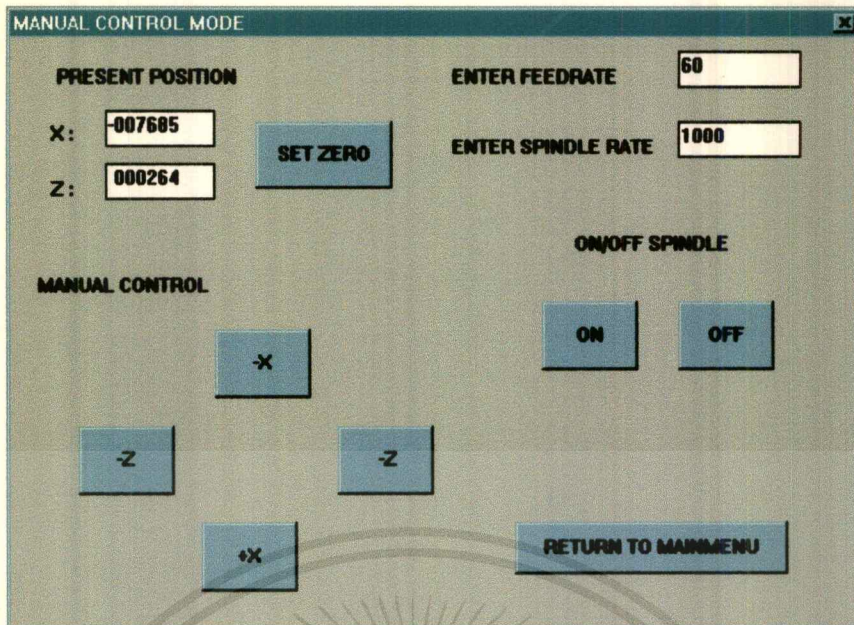 MANUAL CONTROL MODE
PRESENT POSITION
X: -007685
Z: 000264
SET ZERO
ENTER FEEDRATE 60
ENTER SPINDLE RATE 1000
ON/OFF SPINDLE
ON OFF
MANUAL CONTROL
-X
-Z -Z
+X
RETURN TO MAINMENU